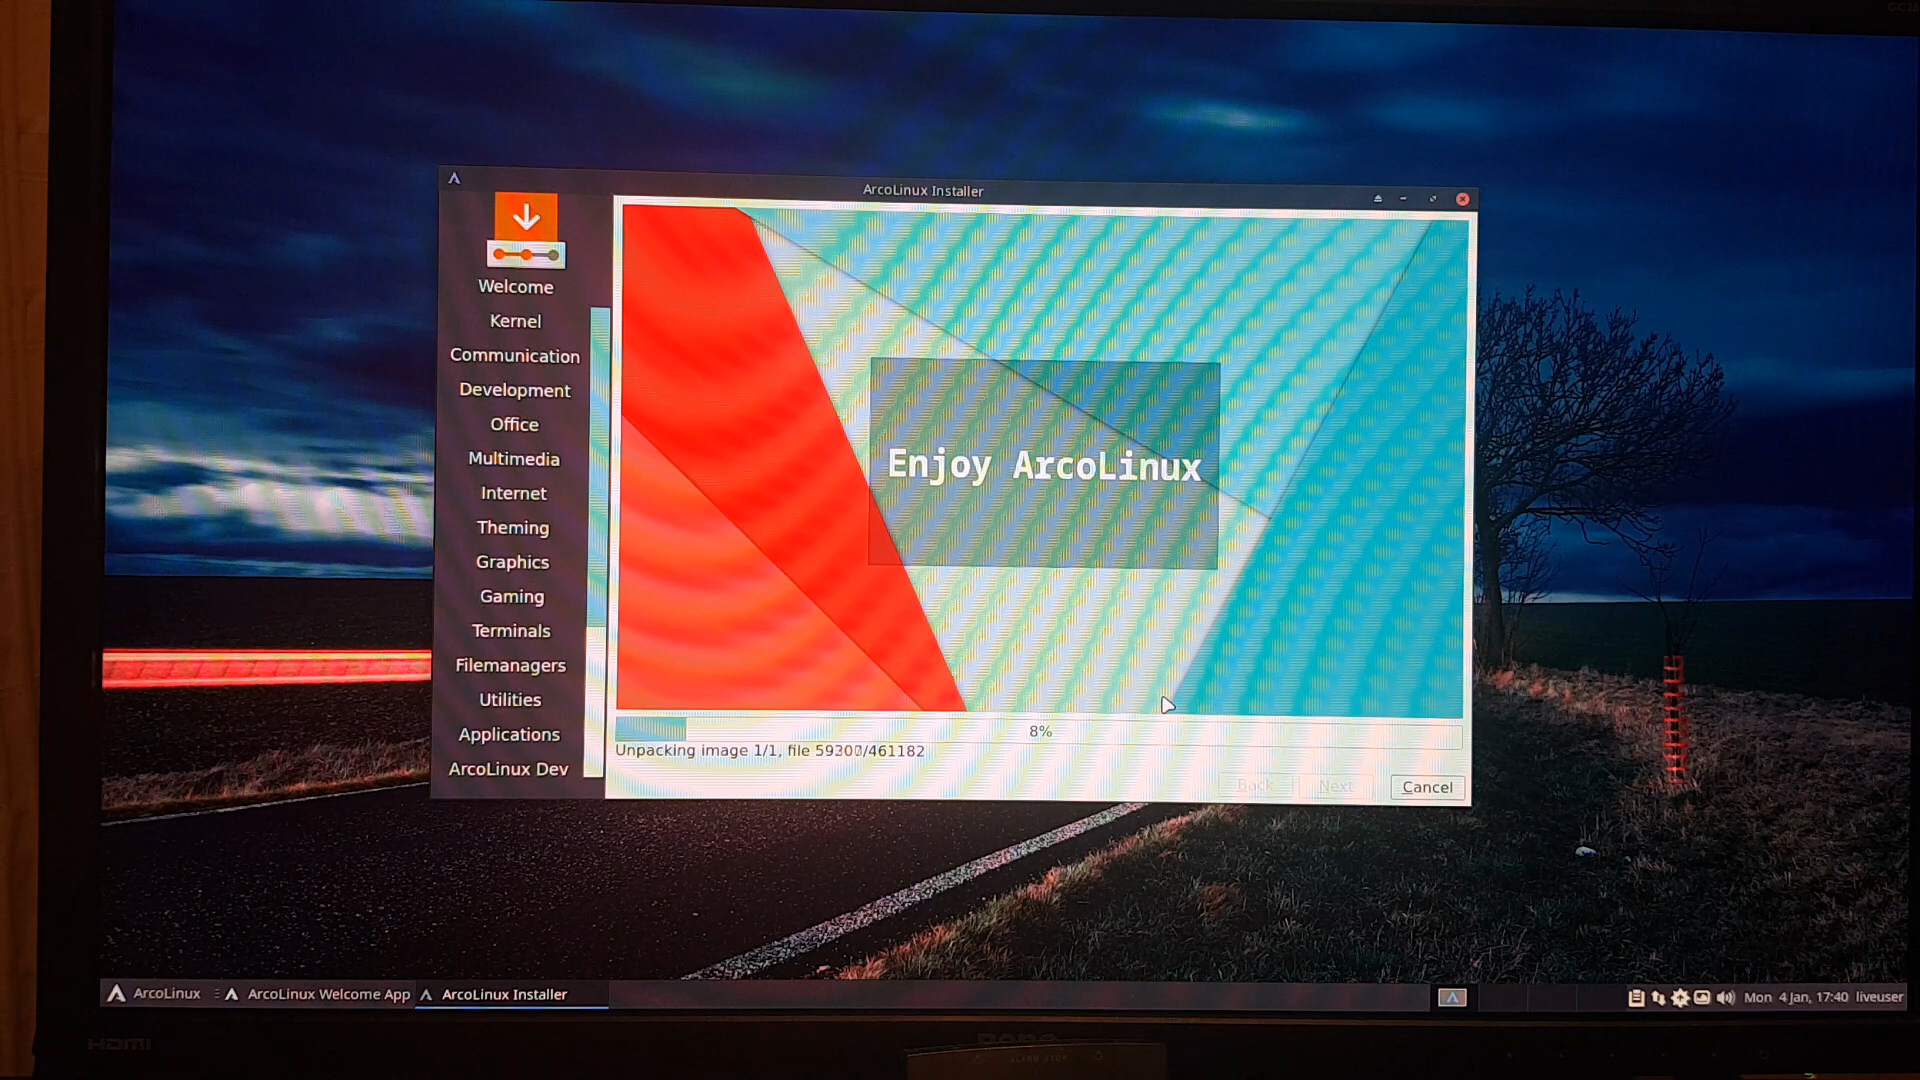 ArcoLinux Installer
Welcome
Kernel
Communication
Development
Office
Multimedia
Internet
Theming
Graphics
Gaming
Terminals
Filemanagers
Utilities
Applications
ArcoLinux Dev
Enjoy ArcoLinux
8%
Unpacking image 1/1, file 59300/461182
Back Next Cancel
ArcoLinux ArcoLinux Welcome App ArcoLinux Installer Mon 4 Jan, 17:40 liveuser
HDMI